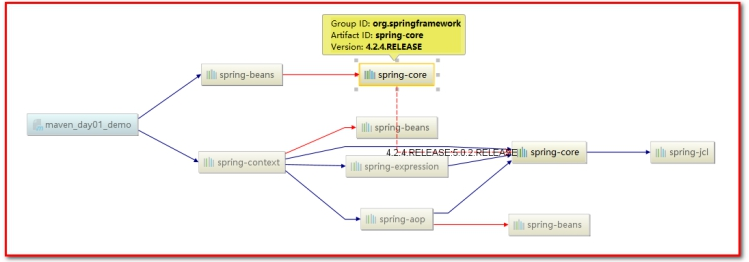 Group ID: org.springframework
Artifact ID: spring-core
Version: 4.2.4.RELEASE
spring-beans
spring-core
maven_day01_demo
spring-beans
spring-context
4.2.4.RELEASE:5.0.2.RELEASE
spring-core
spring-jcl
spring-expression
spring-aop
spring-beans